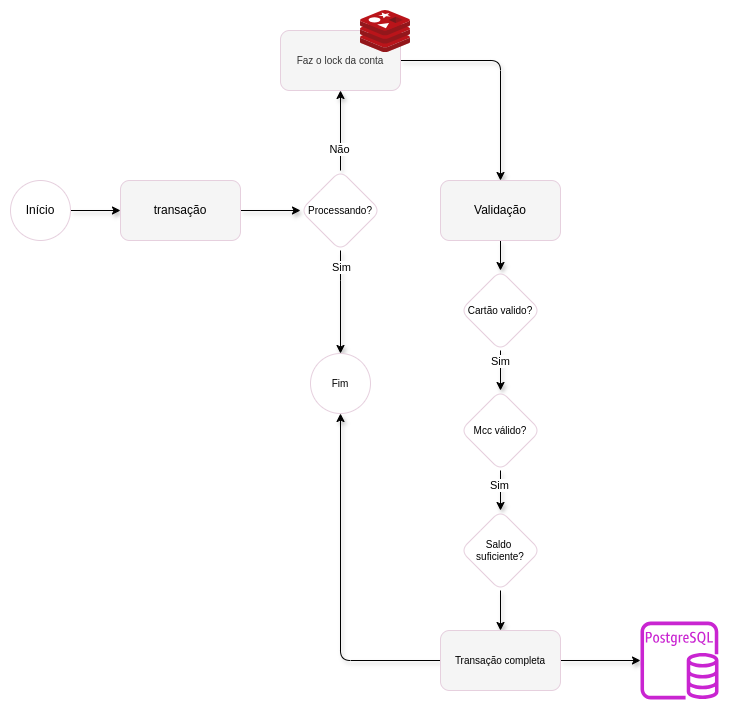 Faz o lock da conta
Não
Início
transação
Processando?
Validação
Sim
Cartão valido?
Sim
Fim
Mcc válido?
Sim
Saldo
suficiente?
PostgreSQL
Transação completa